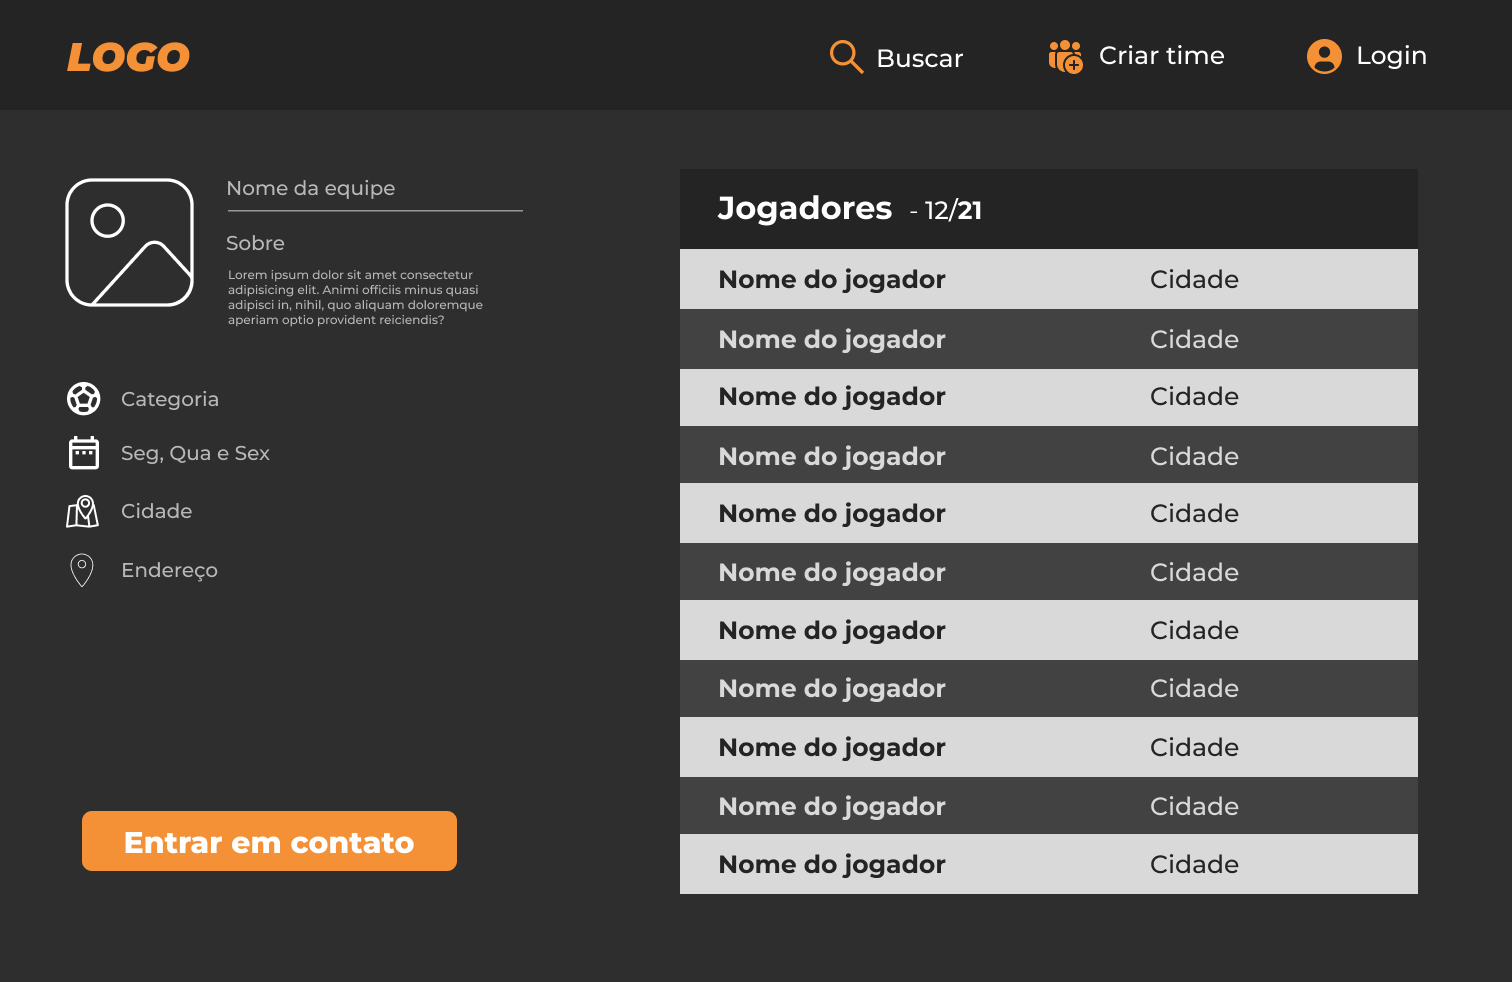 LOGO
Buscar
Criar time
Login
Nome da equipe
Sobre
Lorem ipsum dolor sit amet consectetur
adipisicing elit. Animi officiis minus quasi
adipisci in, nihil, quo aliquam doloremque
aperiam optio provident reiciendis?
Categoria
Seg, Qua e Sex
Cidade
Endereço
Entrar em contato
Jogadores - 12/21
Nome do jogador Cidade
Nome do jogador Cidade
Nome do jogador Cidade
Nome do jogador Cidade
Nome do jogador Cidade
Nome do jogador Cidade
Nome do jogador Cidade
Nome do jogador Cidade
Nome do jogador Cidade
Nome do jogador Cidade
Nome do jogador Cidade